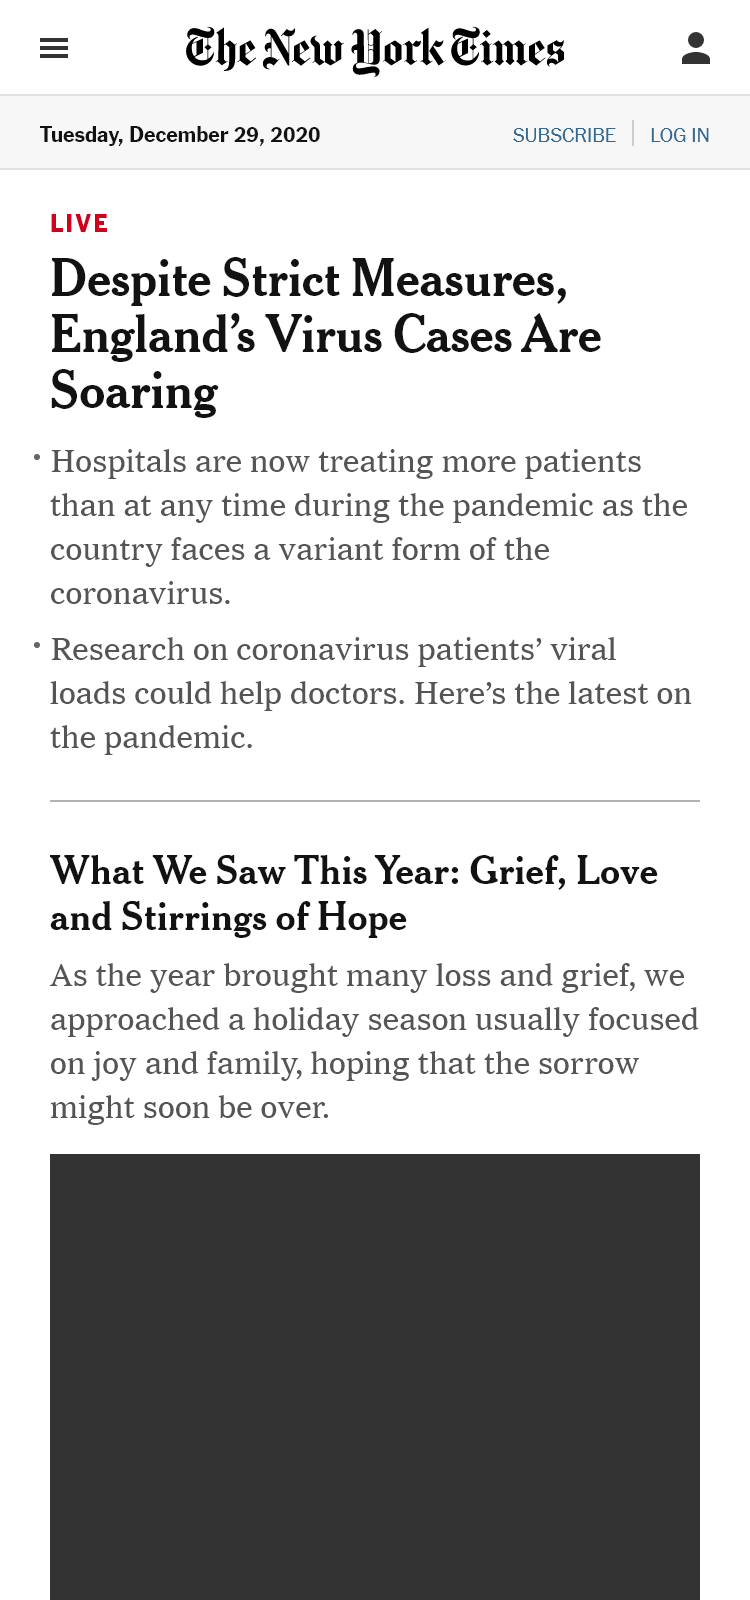 The New York Times
Tuesday, December 29, 2020
SUBSCRIBE
LOG IN
LIVE
Despite Strict Measures,
England’s Virus Cases Are
Soaring
• Hospitals are now treating more patients
than at any time during the pandemic as the
country faces a variant form of the
coronavirus.
• Research on coronavirus patients’ viral
loads could help doctors. Here’s the latest on
the pandemic.
What We Saw This Year: Grief, Love
and Stirrings of Hope
As the year brought many loss and grief, we
approached a holiday season usually focused
on joy and family, hoping that the sorrow
might soon be over.